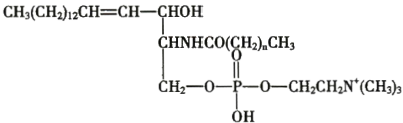 CH₃(CH₂)₁₂CH=CH—CHOH
CHNHCO(CH₂)ₙCH₃
O
CH₂—O—P—O—CH₂CH₂N⁺(CH₃)₃
OH